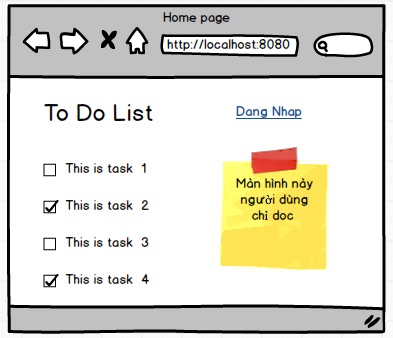 Home page
http://localhost:8080
To Do List
Dang Nhap
This is task 1
This is task 2
This is task 3
This is task 4
Màn hình này
người dùng
chỉ doc